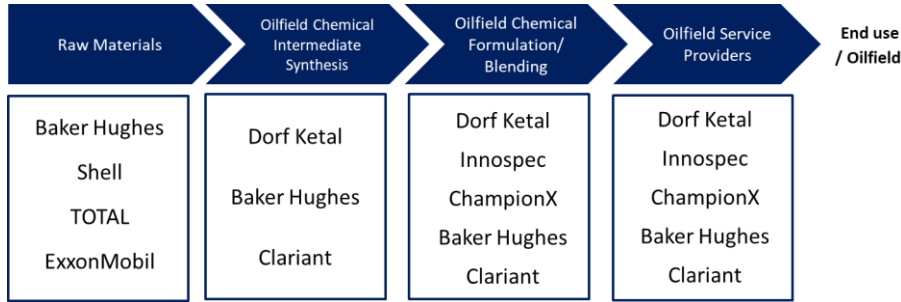 Raw Materials
Oilfield Chemical
Intermediate
Synthesis
Oilfield Chemical
Formulation/
Blending
Oilfield Service
Providers
End use
/ Oilfield
Baker Hughes
Shell
TOTAL
ExxonMobil
Dorf Ketal
Baker Hughes
Clariant
Dorf Ketal
Innospec
ChampionX
Baker Hughes
Clariant
Dorf Ketal
Innospec
ChampionX
Baker Hughes
Clariant